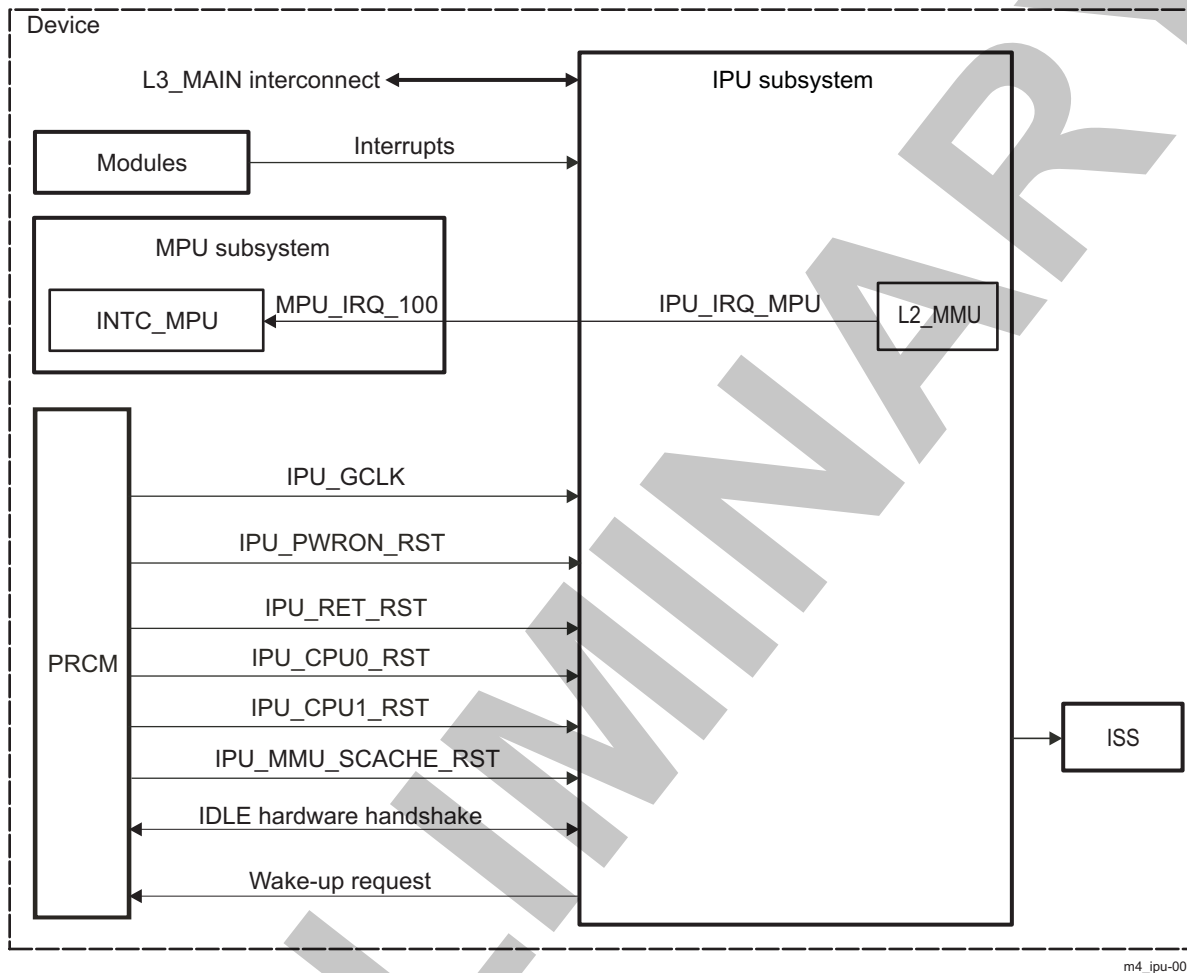 Device
L3_MAIN interconnect
IPU subsystem
Modules
Interrupts
MPU subsystem
INTC_MPU
MPU_IRQ_100
IPU_IRQ_MPU
L2_MMU
PRCM
IPU_GCLK
IPU_PWRON_RST
IPU_RET_RST
IPU_CPU0_RST
IPU_CPU1_RST
IPU_MMU_SCACHE_RST
IDLE hardware handshake
Wake-up request
ISS
LIMINARY
m4_ipu-00